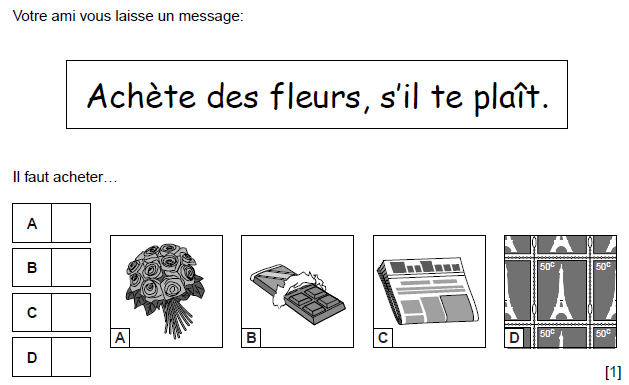 Votre ami vous laisse un message:
Achète des fleurs, s'il te plaît.
Il faut acheter…
A
B
C
D
A
B
C
D
50c
50c
50c
50c
[1]